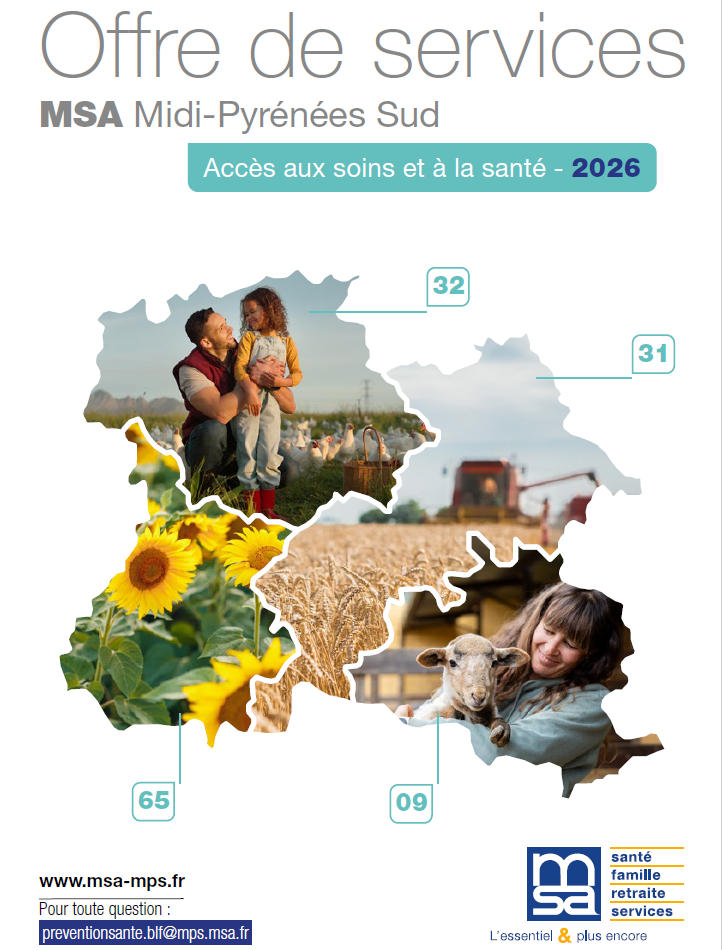 Offre de services
MSA Midi-Pyrénées Sud
Accès aux soins et à la santé - 2026
32
31
65
09
www.msa-mps.fr
Pour toute question :
preventionsante.blf@mps.msa.fr
msa
santé
famille
retraite
services
L'essentiel & plus encore